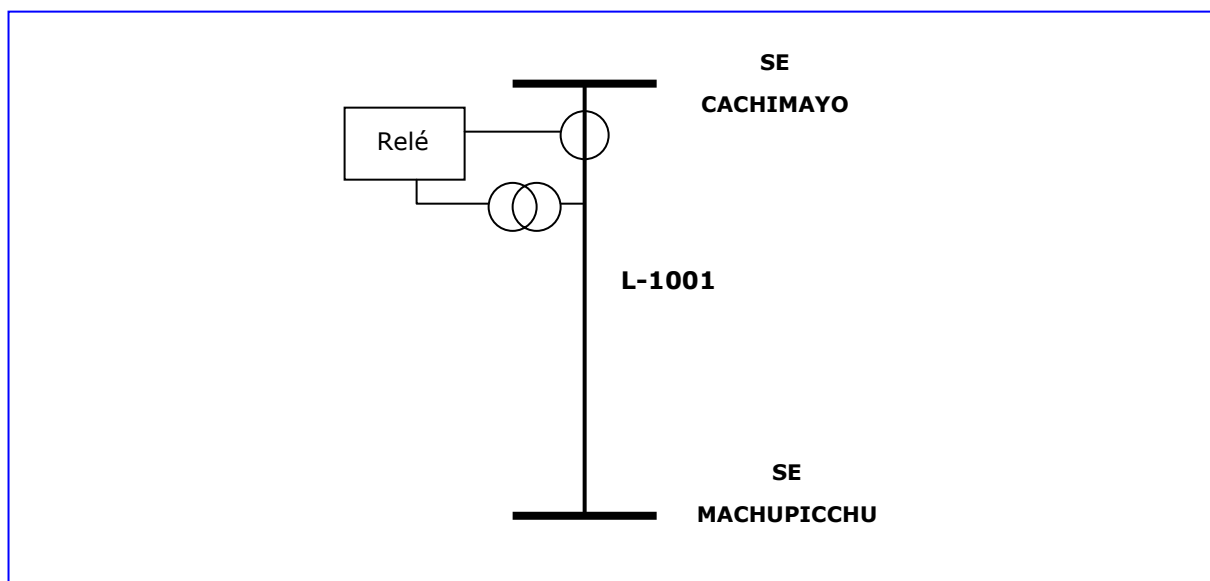 SE
CACHIMAYO
Relé
L-1001
SE
MACHUPICCHU